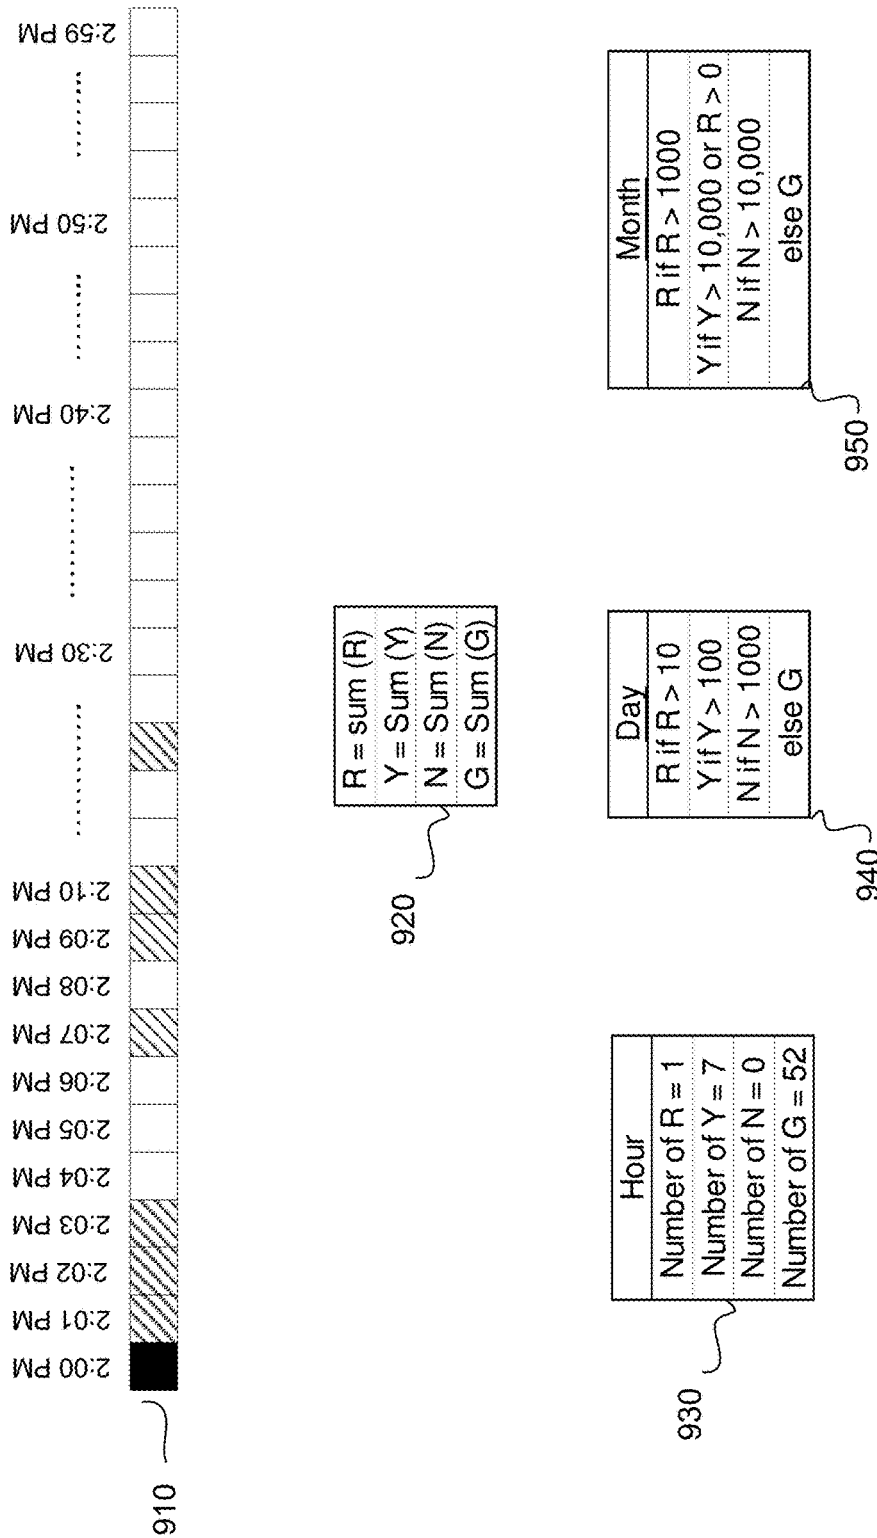 2:00 PM
2:01 PM
2:02 PM
2:03 PM
2:04 PM
2:05 PM
2:06 PM
2:07 PM
2:08 PM
2:09 PM
2:10 PM
2:30 PM
2:40 PM
2:50 PM
2:59 PM
910
R = sum (R)
Y = Sum (Y)
N = Sum (N)
G = Sum (G)
920
Hour
Number of R = 1
Number of Y = 7
Number of N = 0
Number of G = 52
930
Day
R if R > 10
Y if Y > 100
N if N > 1000
else G
940
Month
R if R > 1000
Y if Y > 10,000 or R > 0
N if N > 10,000
else G
950